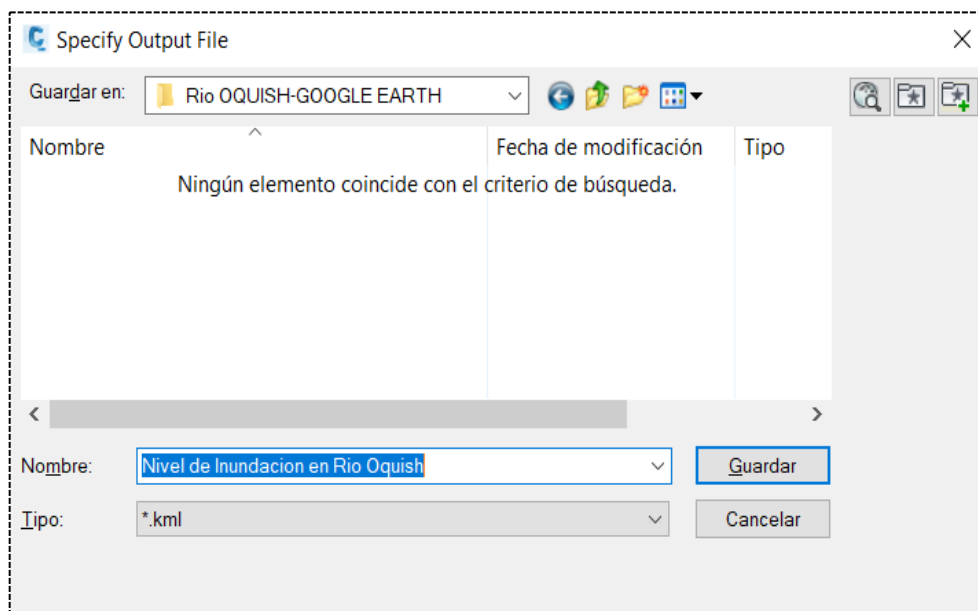 Specify Output File
Guardar en: Rio OQUISH-GOOGLE EARTH
Nombre Fecha de modificación Tipo
Ningún elemento coincide con el criterio de búsqueda.
Nombre: Nivel de Inundacion en Rio Oquish Guardar
Tipo: *.kml Cancelar